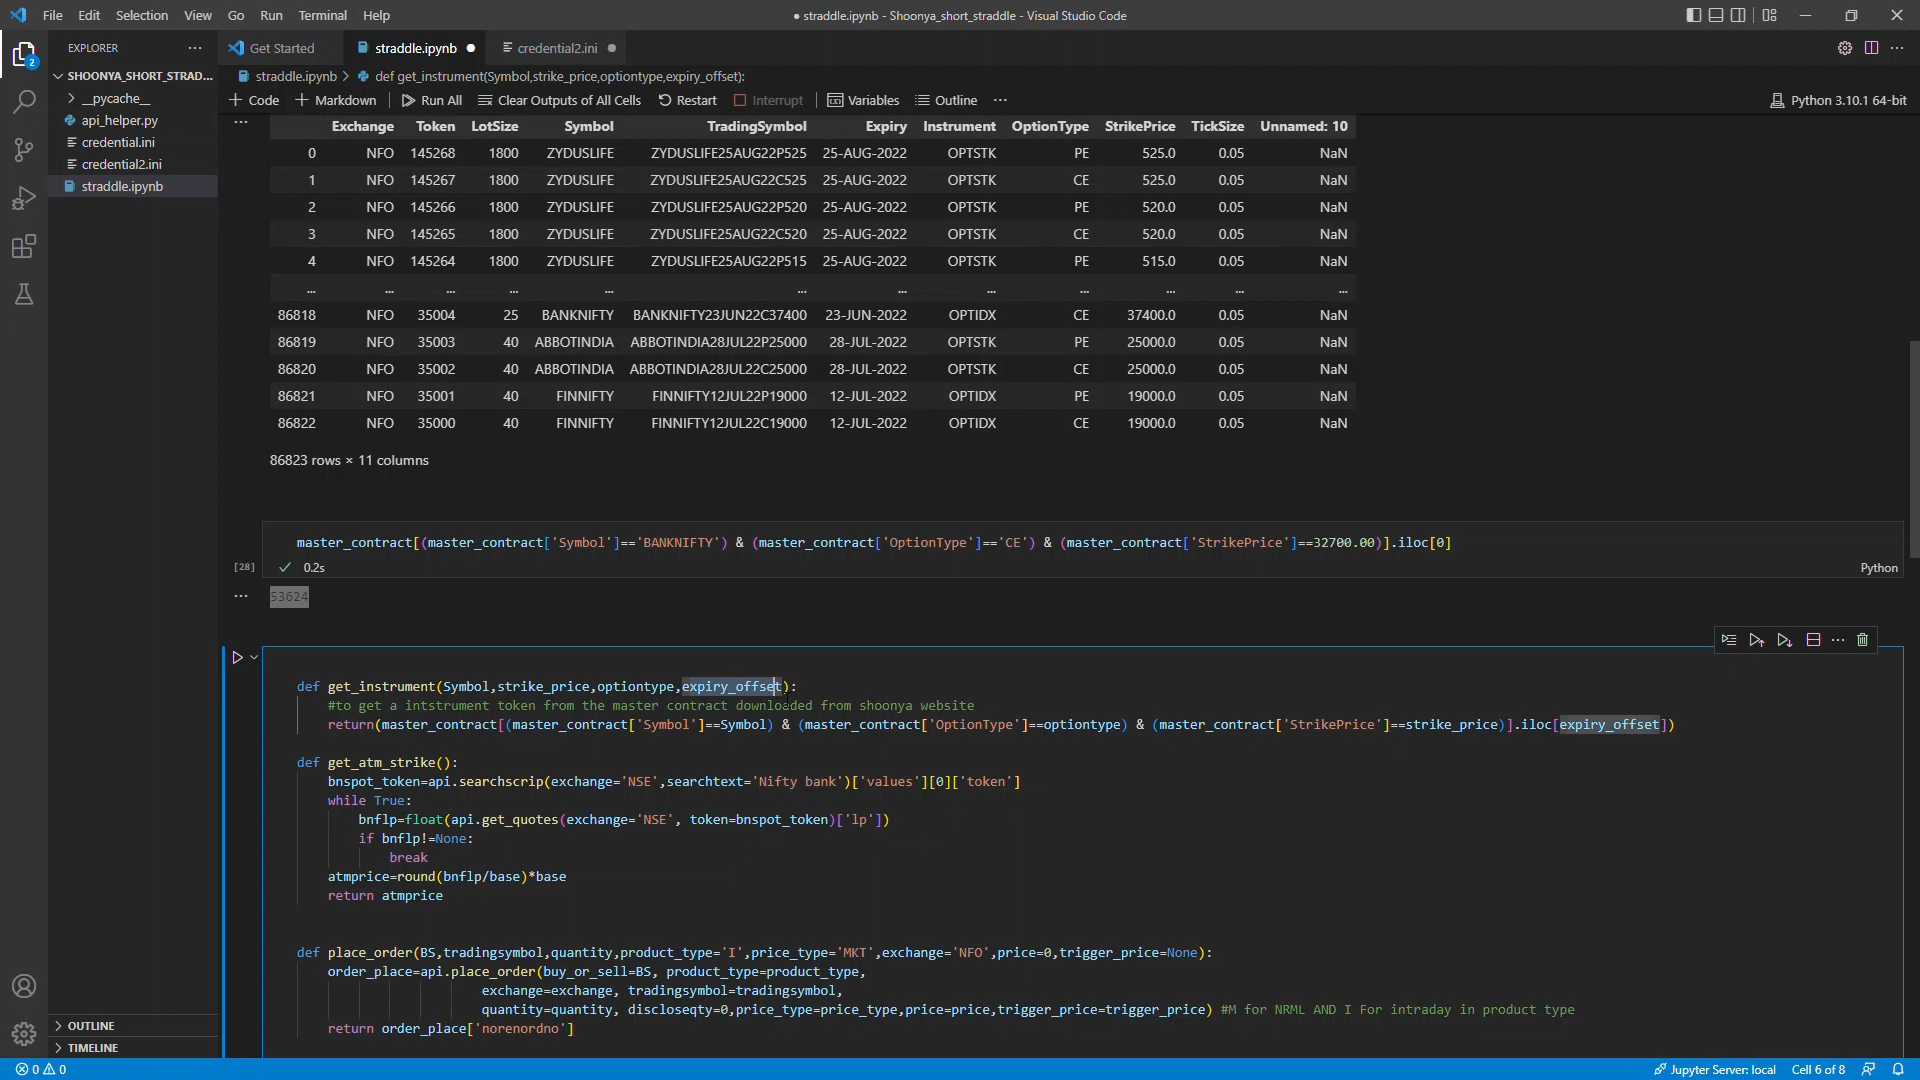 File Edit Selection View Go Run Terminal Help
● straddle.ipynb - Shoonya_short_straddle - Visual Studio Code
EXPLORER
Get Started
straddle.ipynb
credential2.ini
2
SHOONYA_SHORT_STRAD...
__pycache__
api_helper.py
credential.ini
credential2.ini
straddle.ipynb
straddle.ipynb > def get_instrument(Symbol,strike_price,optiontype,expiry_offset):
+ Code + Markdown Run All Clear Outputs of All Cells Restart Interrupt Variables Outline ...
Python 3.10.1 64-bit
Exchange Token LotSize Symbol TradingSymbol Expiry Instrument OptionType StrikePrice TickSize Unnamed: 10
0 NFO 145268 1800 ZYDUSLIFE ZYDUSLIFE25AUG22P525 25-AUG-2022 OPTSTK PE 525.0 0.05 NaN
1 NFO 145267 1800 ZYDUSLIFE ZYDUSLIFE25AUG22C525 25-AUG-2022 OPTSTK CE 525.0 0.05 NaN
2 NFO 145266 1800 ZYDUSLIFE ZYDUSLIFE25AUG22P520 25-AUG-2022 OPTSTK PE 520.0 0.05 NaN
3 NFO 145265 1800 ZYDUSLIFE ZYDUSLIFE25AUG22C520 25-AUG-2022 OPTSTK CE 520.0 0.05 NaN
4 NFO 145264 1800 ZYDUSLIFE ZYDUSLIFE25AUG22P515 25-AUG-2022 OPTSTK PE 515.0 0.05 NaN
... ... ... ... ... ... ... ... ... ... ... ...
86818 NFO 35004 25 BANKNIFTY BANKNIFTY23JUN22C37400 23-JUN-2022 OPTIDX CE 37400.0 0.05 NaN
86819 NFO 35003 40 ABBOTINDIA ABBOTINDIA28JUL22P25000 28-JUL-2022 OPTSTK PE 25000.0 0.05 NaN
86820 NFO 35002 40 ABBOTINDIA ABBOTINDIA28JUL22C25000 28-JUL-2022 OPTSTK CE 25000.0 0.05 NaN
86821 NFO 35001 40 FINNIFTY FINNIFTY12JUL22P19000 12-JUL-2022 OPTIDX PE 19000.0 0.05 NaN
86822 NFO 35000 40 FINNIFTY FINNIFTY12JUL22C19000 12-JUL-2022 OPTIDX CE 19000.0 0.05 NaN
86823 rows × 11 columns
master_contract[(master_contract['Symbol']=='BANKNIFTY') & (master_contract['OptionType']=='CE') & (master_contract['StrikePrice']==32700.00)].iloc[0]
[28] ✓ 0.2s Python
53624
def get_instrument(Symbol,strike_price,optiontype,expiry_offset):
#to get a intstrument token from the master contract downloaded from shoonya website
return(master_contract[(master_contract['Symbol']==Symbol) & (master_contract['OptionType']==optiontype) & (master_contract['StrikePrice']==strike_price)].iloc[expiry_offset])
def get_atm_strike():
bnspot_token=api.searchscrip(exchange='NSE',searchtext='Nifty bank')['values'][0]['token']
while True:
bnflp=float(api.get_quotes(exchange='NSE', token=bnspot_token)['lp'])
if bnflp!=None:
break
atmprice=round(bnflp/base)*base
return atmprice
def place_order(BS,tradingsymbol,quantity,product_type='I',price_type='MKT',exchange='NFO',price=0,trigger_price=None):
order_place=api.place_order(buy_or_sell=BS, product_type=product_type,
exchange=exchange, tradingsymbol=tradingsymbol,
quantity=quantity, discloseqty=0,price_type=price_type,price=price,trigger_price=trigger_price) #M for NRML AND I For intraday in product type
return order_place['norenordno']
OUTLINE
TIMELINE
0 0
Jupyter Server: local Cell 6 of 8